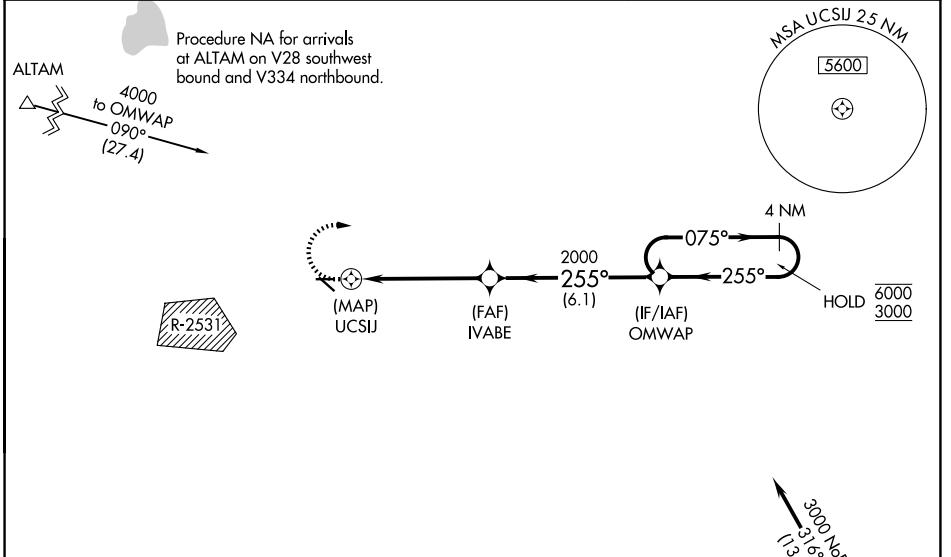 Procedure NA for arrivals
at ALTAM on V28 southwest
bound and V334 northbound.
ALTAM
4000
to OMWAP
090°
(27.4)
MSA UCSIJ 25 NM
5600
4 NM
075°
2000
255°
(6.1)
255°
HOLD
6000
3000
(MAP)
UCSIJ
(FAF)
IVABE
(IF/IAF)
OMWAP
R-2531
3000
316°
(13